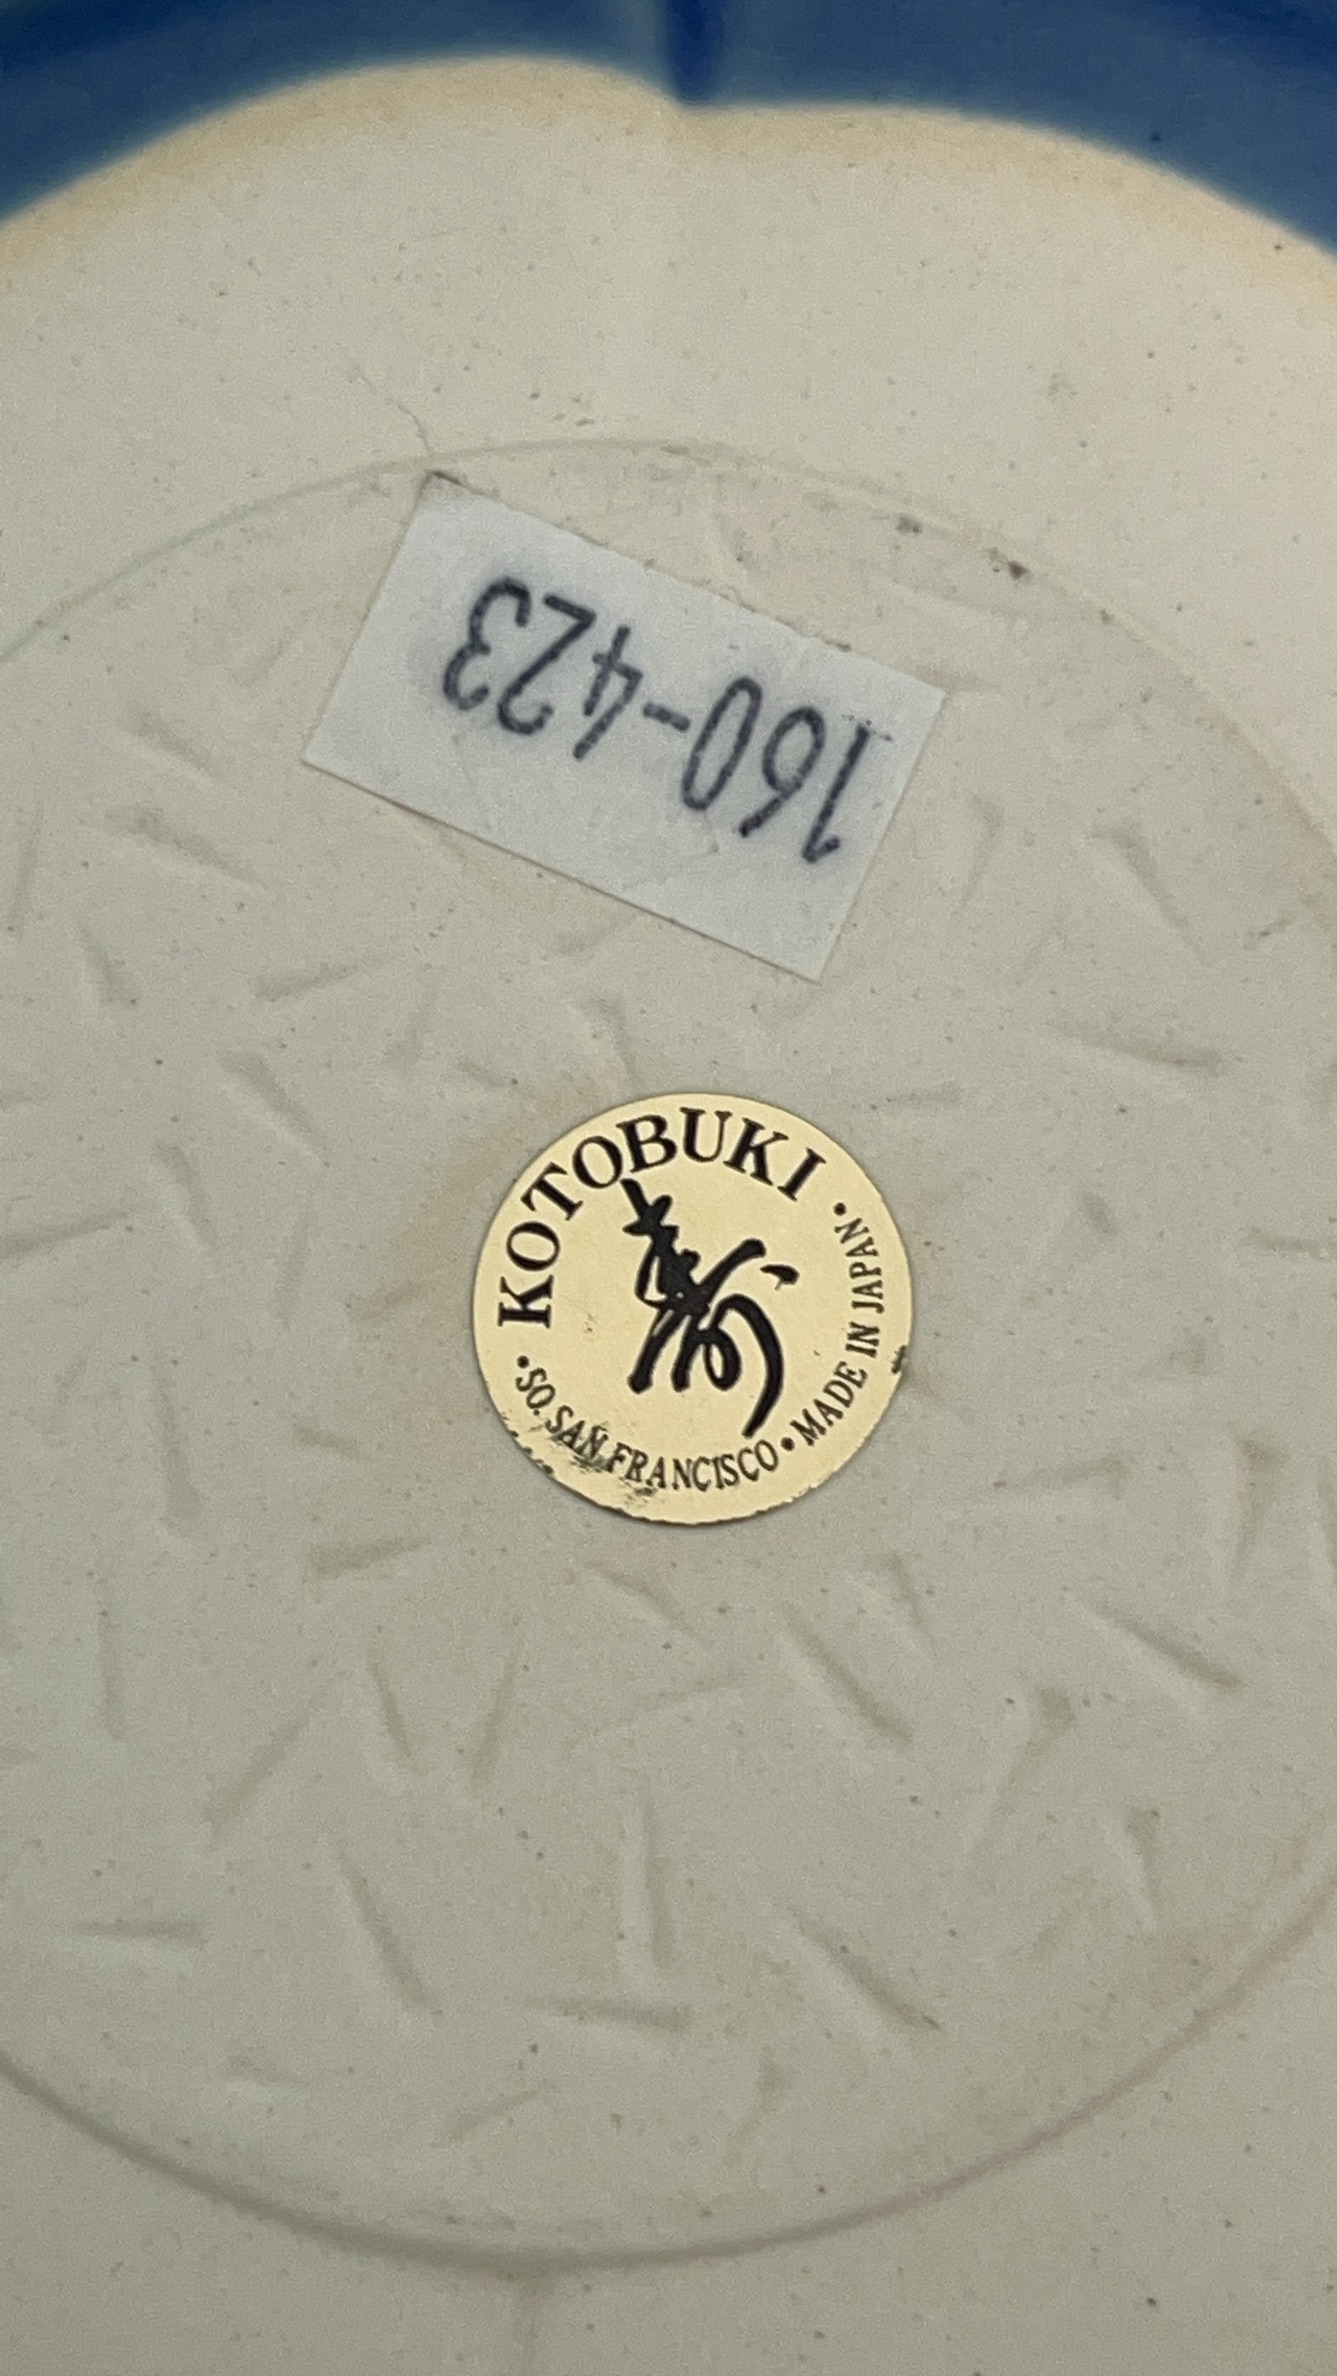 160-423
KOTOBUKI
寿
• SO. SAN FRANCISCO • MADE IN JAPAN •